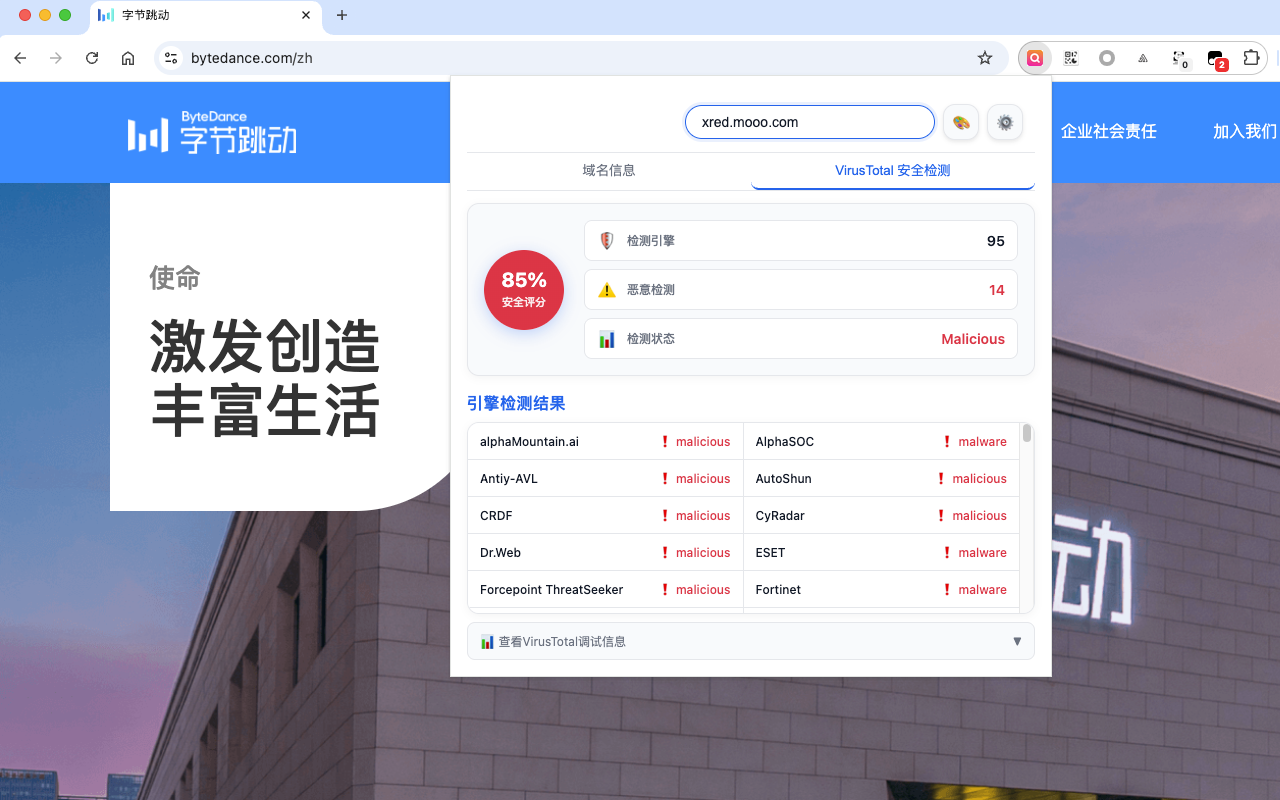 字节跳动
bytedance.com/zh
0
2
ByteDance
字节跳动
企业社会责任
加入我们
使命
激发创造
丰富生活
xred.mooo.com
域名信息
VirusTotal 安全检测
85%
安全评分
检测引擎
95
恶意检测
14
检测状态
Malicious
引擎检测结果
alphaMountain.ai
malicious
AlphaSOC
malware
Antiy-AVL
malicious
AutoShun
malicious
CRDF
malicious
CyRadar
malicious
Dr.Web
malicious
ESET
malware
Forcepoint ThreatSeeker
malicious
Fortinet
malware
查看VirusTotal调试信息
动